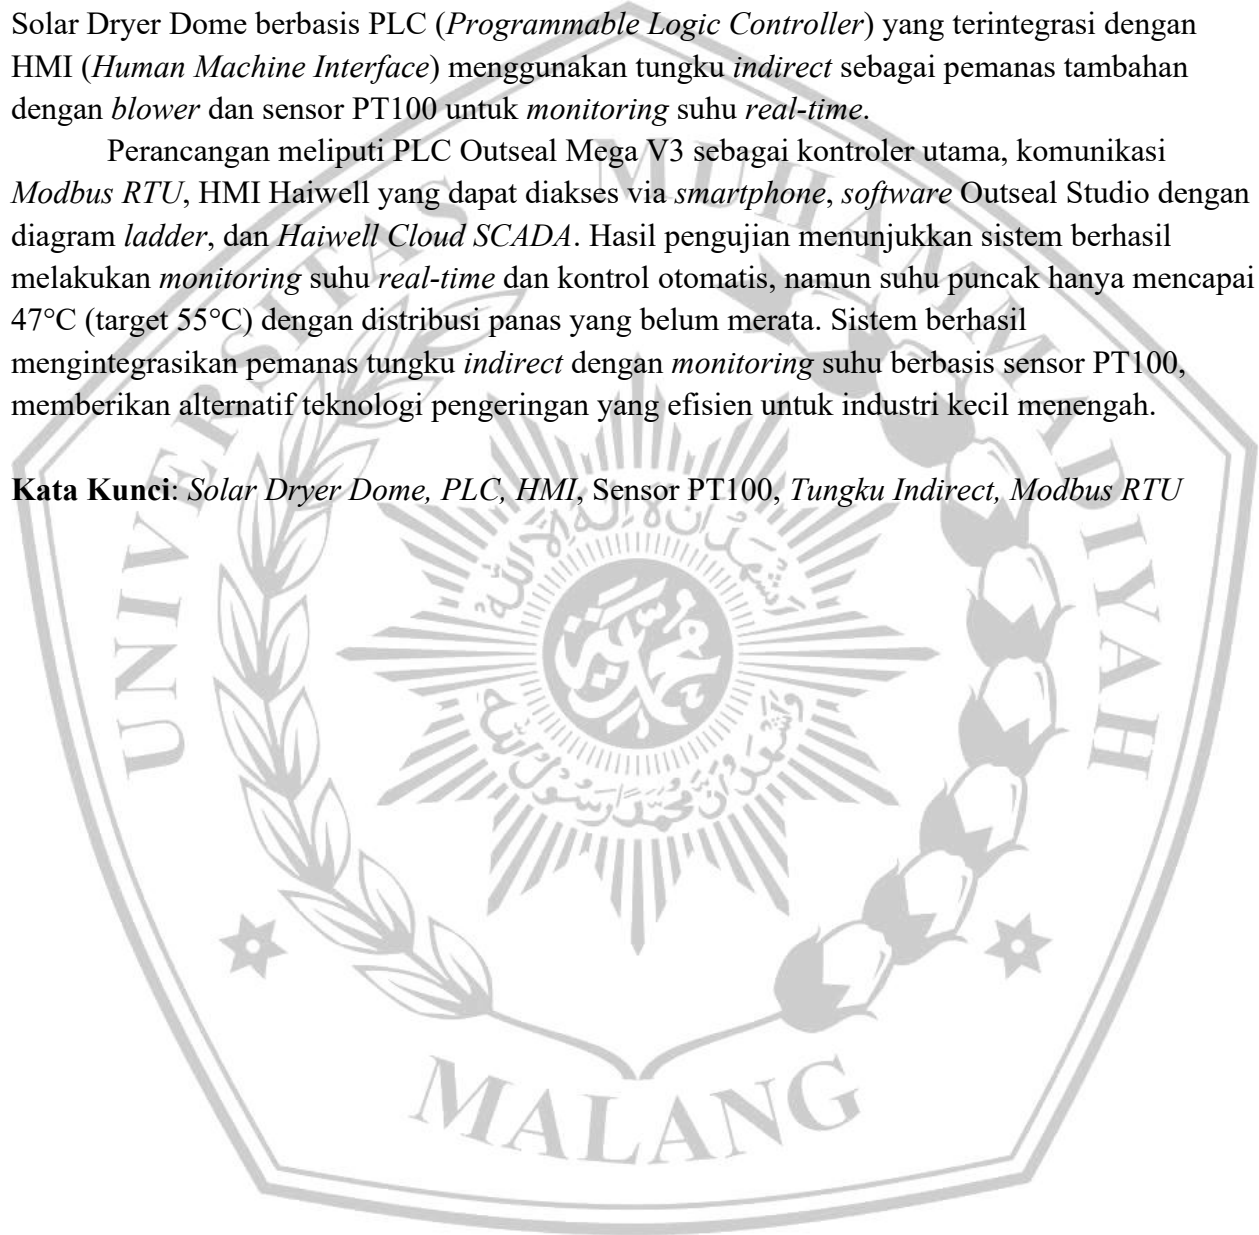 Solar Dryer Dome berbasis PLC (Programmable Logic Controller) yang terintegrasi dengan
HMI (Human Machine Interface) menggunakan tungku indirect sebagai pemanas tambahan
dengan blower dan sensor PT100 untuk monitoring suhu real-time.
Perancangan meliputi PLC Outseal Mega V3 sebagai kontroler utama, komunikasi
Modbus RTU, HMI Haiwell yang dapat diakses via smartphone, software Outseal Studio dengan
diagram ladder, dan Haiwell Cloud SCADA. Hasil pengujian menunjukkan sistem berhasil
melakukan monitoring suhu real-time dan kontrol otomatis, namun suhu puncak hanya mencapai
47°C (target 55°C) dengan distribusi panas yang belum merata. Sistem berhasil
mengintegrasikan pemanas tungku indirect dengan monitoring suhu berbasis sensor PT100,
memberikan alternatif teknologi pengeringan yang efisien untuk industri kecil menengah.
Kata Kunci: Solar Dryer Dome, PLC, HMI, Sensor PT100, Tungku Indirect, Modbus RTU
UNIVERSITAS MUHAMMADIYAH
MALANG